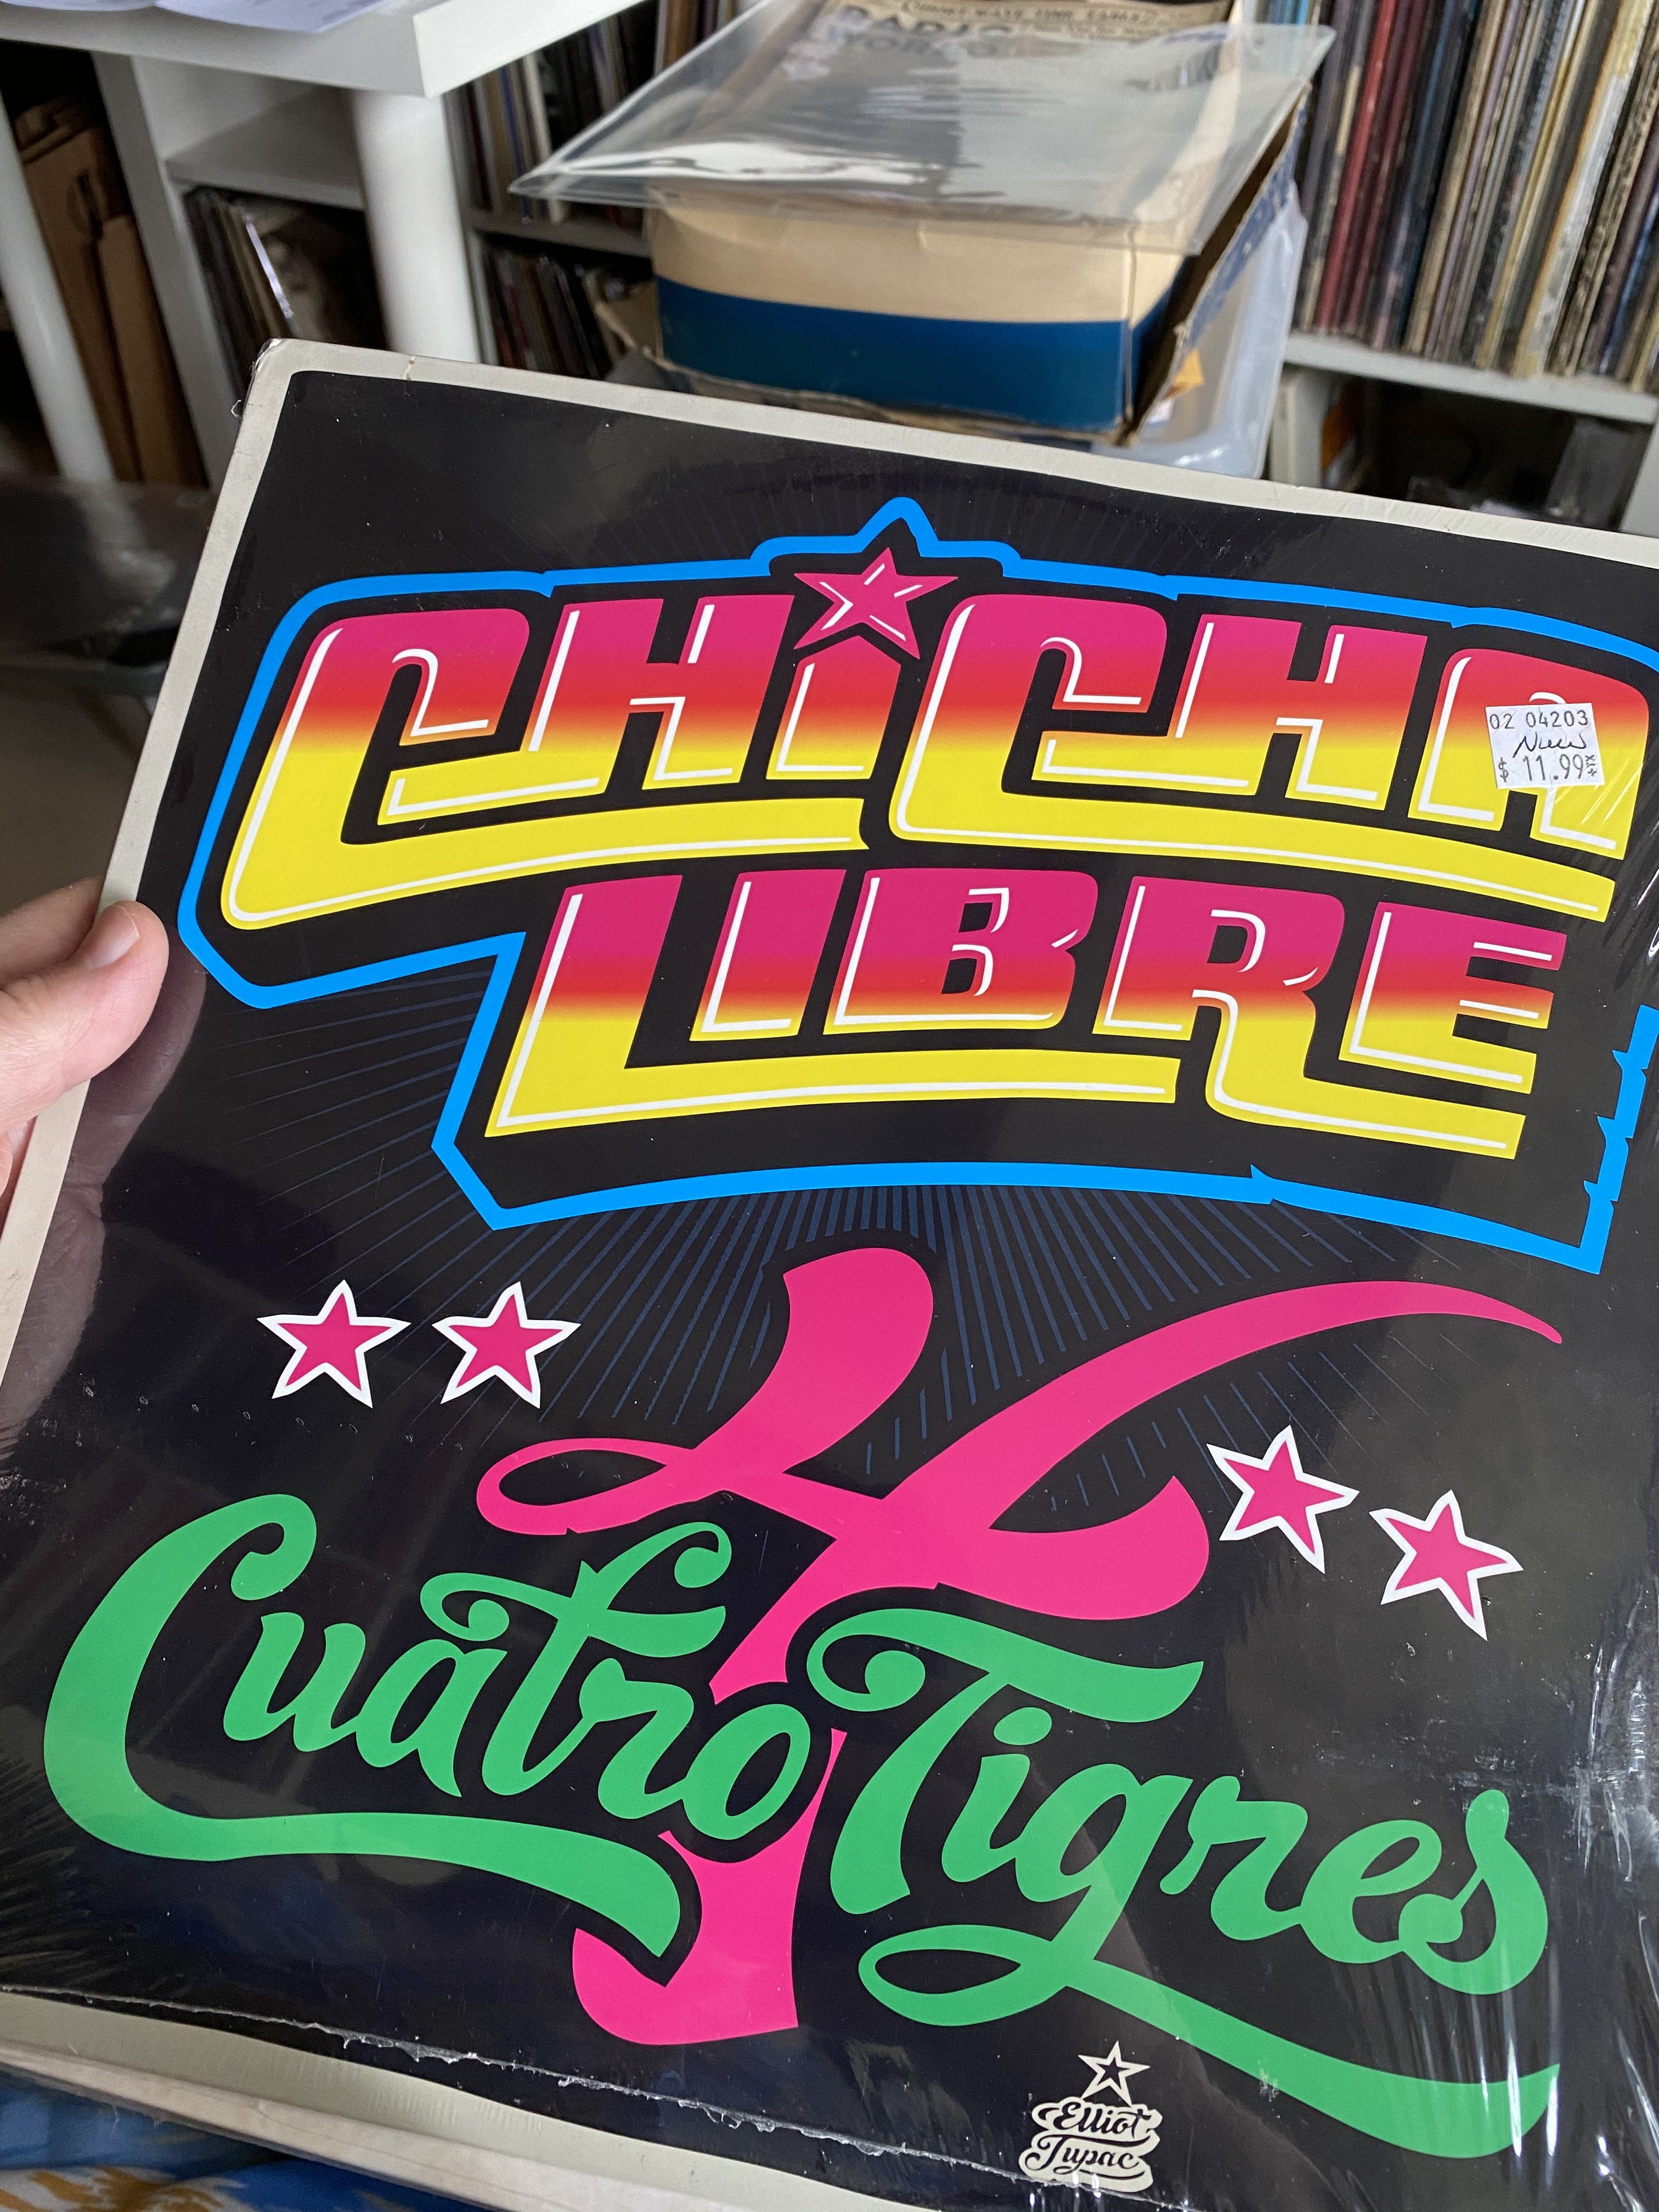 CHiCHA
LIBRE
02 04203
New
$ 11.99
4
Cuatro Tigres
Elliot
Tupac